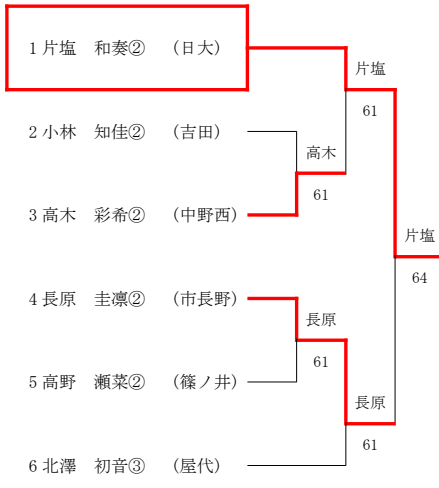 1 片塩　和奏②　（日大）
片塩
61
2 小林　知佳②　（吉田）
高木
3 高木　彩希②　（中野西）
61
片塩
64
4 長原　圭凛②　（市長野）
長原
61
5 高野　瀬菜②　（篠ノ井）
長原
61
6 北澤　初音③　（屋代）